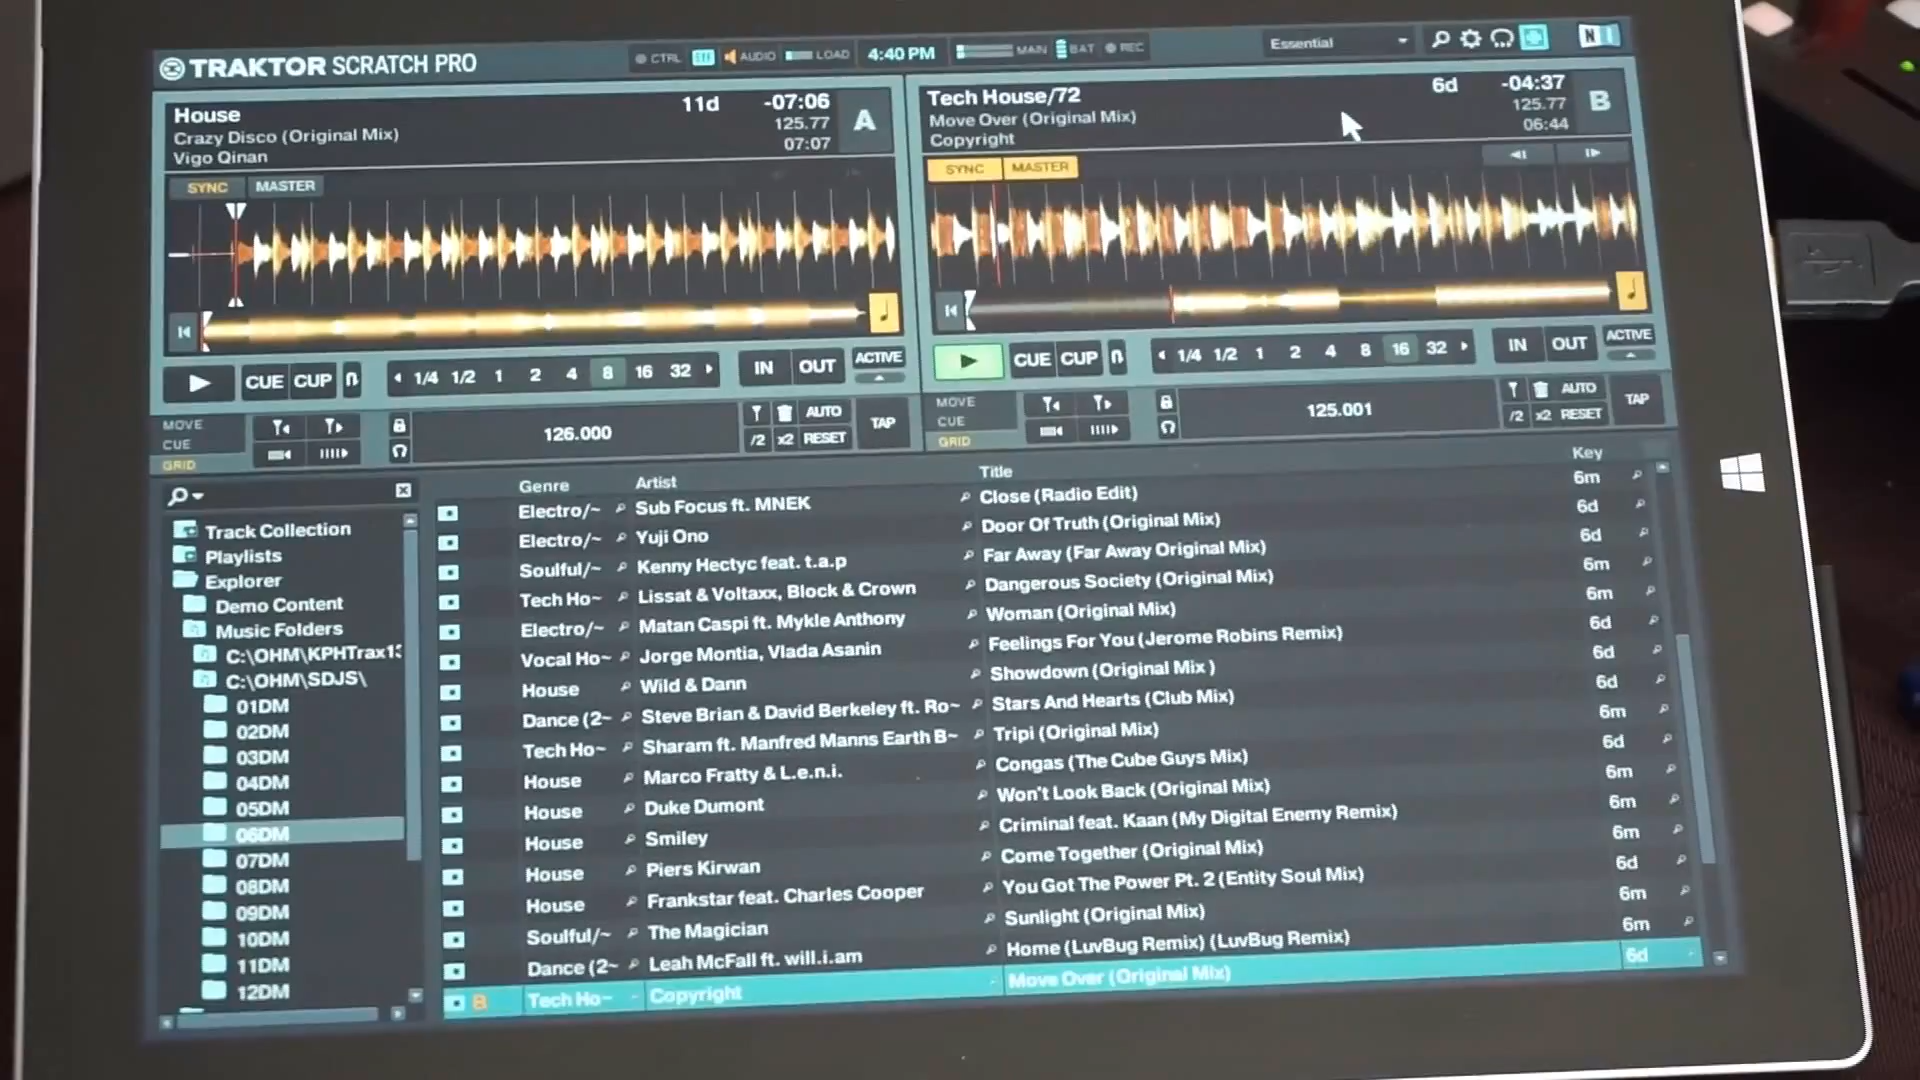 TRAKTOR SCRATCH PRO
CTRL AUDIO LOAD 4:40 PM MAIN BAT REC
Essential
House 11d -07:06 A
Crazy Disco (Original Mix) 125.77
Vigo Qinan 07:07
SYNC MASTER
CUE CUP 1/4 1/2 1 2 4 8 16 32 IN OUT ACTIVE
MOVE
CUE
GRID
126.000
AUTO TAP
/2 x2 RESET
Tech House/72 6d -04:37 B
Move Over (Original Mix) 125.77
Copyright 06:44
SYNC MASTER
CUE CUP 1/4 1/2 1 2 4 8 16 32 IN OUT ACTIVE
MOVE
CUE
GRID
125.001
AUTO TAP
/2 x2 RESET
Track Collection
Playlists
Explorer
Demo Content
Music Folders
C:\OHM\KPHTrax13
C:\OHM\SDJS\
01DM
02DM
03DM
04DM
05DM
06DM
07DM
08DM
09DM
10DM
11DM
12DM
Genre Artist Title Key
Electro/~ Sub Focus ft. MNEK Close (Radio Edit) 6m
Electro/~ Yuji Ono Door Of Truth (Original Mix) 6d
Soulful/~ Kenny Hectyc feat. t.a.p Far Away (Far Away Original Mix) 6d
Tech Ho~ Lissat & Voltaxx, Block & Crown Dangerous Society (Original Mix) 6m
Electro/~ Matan Caspi ft. Mykle Anthony Woman (Original Mix) 6m
Vocal Ho~ Jorge Montia, Vlada Asanin Feelings For You (Jerome Robins Remix) 6d
House Wild & Dann Showdown (Original Mix ) 6d
Dance (2~ Steve Brian & David Berkeley ft. Ro~ Stars And Hearts (Club Mix) 6d
Tech Ho~ Sharam ft. Manfred Manns Earth B~ Tripi (Original Mix) 6m
House Marco Fratty & L.e.n.i. Congas (The Cube Guys Mix) 6d
House Duke Dumont Won't Look Back (Original Mix) 6m
House Smiley Criminal feat. Kaan (My Digital Enemy Remix) 6m
House Piers Kirwan Come Together (Original Mix) 6m
House Frankstar feat. Charles Cooper You Got The Power Pt. 2 (Entity Soul Mix) 6d
Soulful/~ The Magician Sunlight (Original Mix) 6m
Dance (2~ Leah McFall ft. will.i.am Home (LuvBug Remix) (LuvBug Remix) 6m
B Tech Ho~ Copyright Move Over (Original Mix) 6d